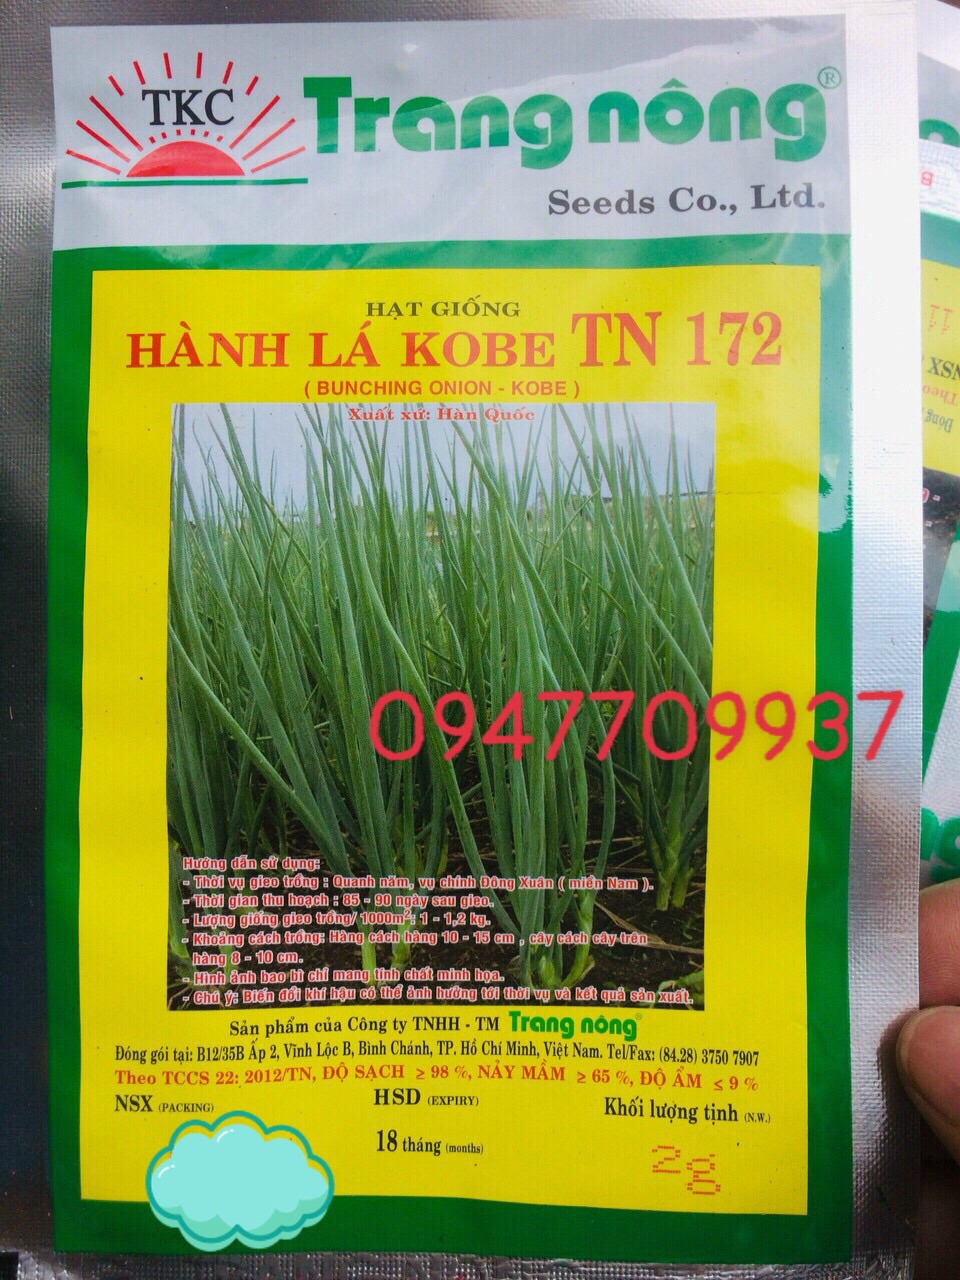 TKC
Trang nông®
Seeds Co., Ltd.
HẠT GIỐNG
HÀNH LÁ KOBE TN 172
( BUNCHING ONION - KOBE )
Xuất xứ: Hàn Quốc
0947709937
Hướng dẫn sử dụng:
- Thời vụ gieo trồng : Quanh năm, vụ chính Đông Xuân ( miền Nam ).
- Thời gian thu hoạch : 85 - 90 ngày sau gieo.
- Lượng giống gieo trồng/ 1000m²: 1 - 1,2 kg.
- Khoảng cách trồng: Hàng cách hàng 10 - 15 cm , cây cách cây trên
hàng 8 - 10 cm.
- Hình ảnh bao bì chỉ mang tính chất minh họa.
- Chú ý: Biến đổi khí hậu có thể ảnh hưởng tới thời vụ và kết quả sản xuất.
Sản phẩm của Công ty TNHH - TM Trang nông®
Đóng gói tại: B12/35B Ấp 2, Vĩnh Lộc B, Bình Chánh, TP. Hồ Chí Minh, Việt Nam. Tel/Fax: (84.28) 3750 7907
Theo TCCS 22: 2012/TN, ĐỘ SẠCH ≥ 98 %, NẢY MẦM ≥ 65 %, ĐỘ ẨM ≤ 9 %
NSX (PACKING)
HSD (EXPIRY)
Khối lượng tịnh (N.W.)
18 tháng (months)
2g
11
NSX
Theo
Đóng